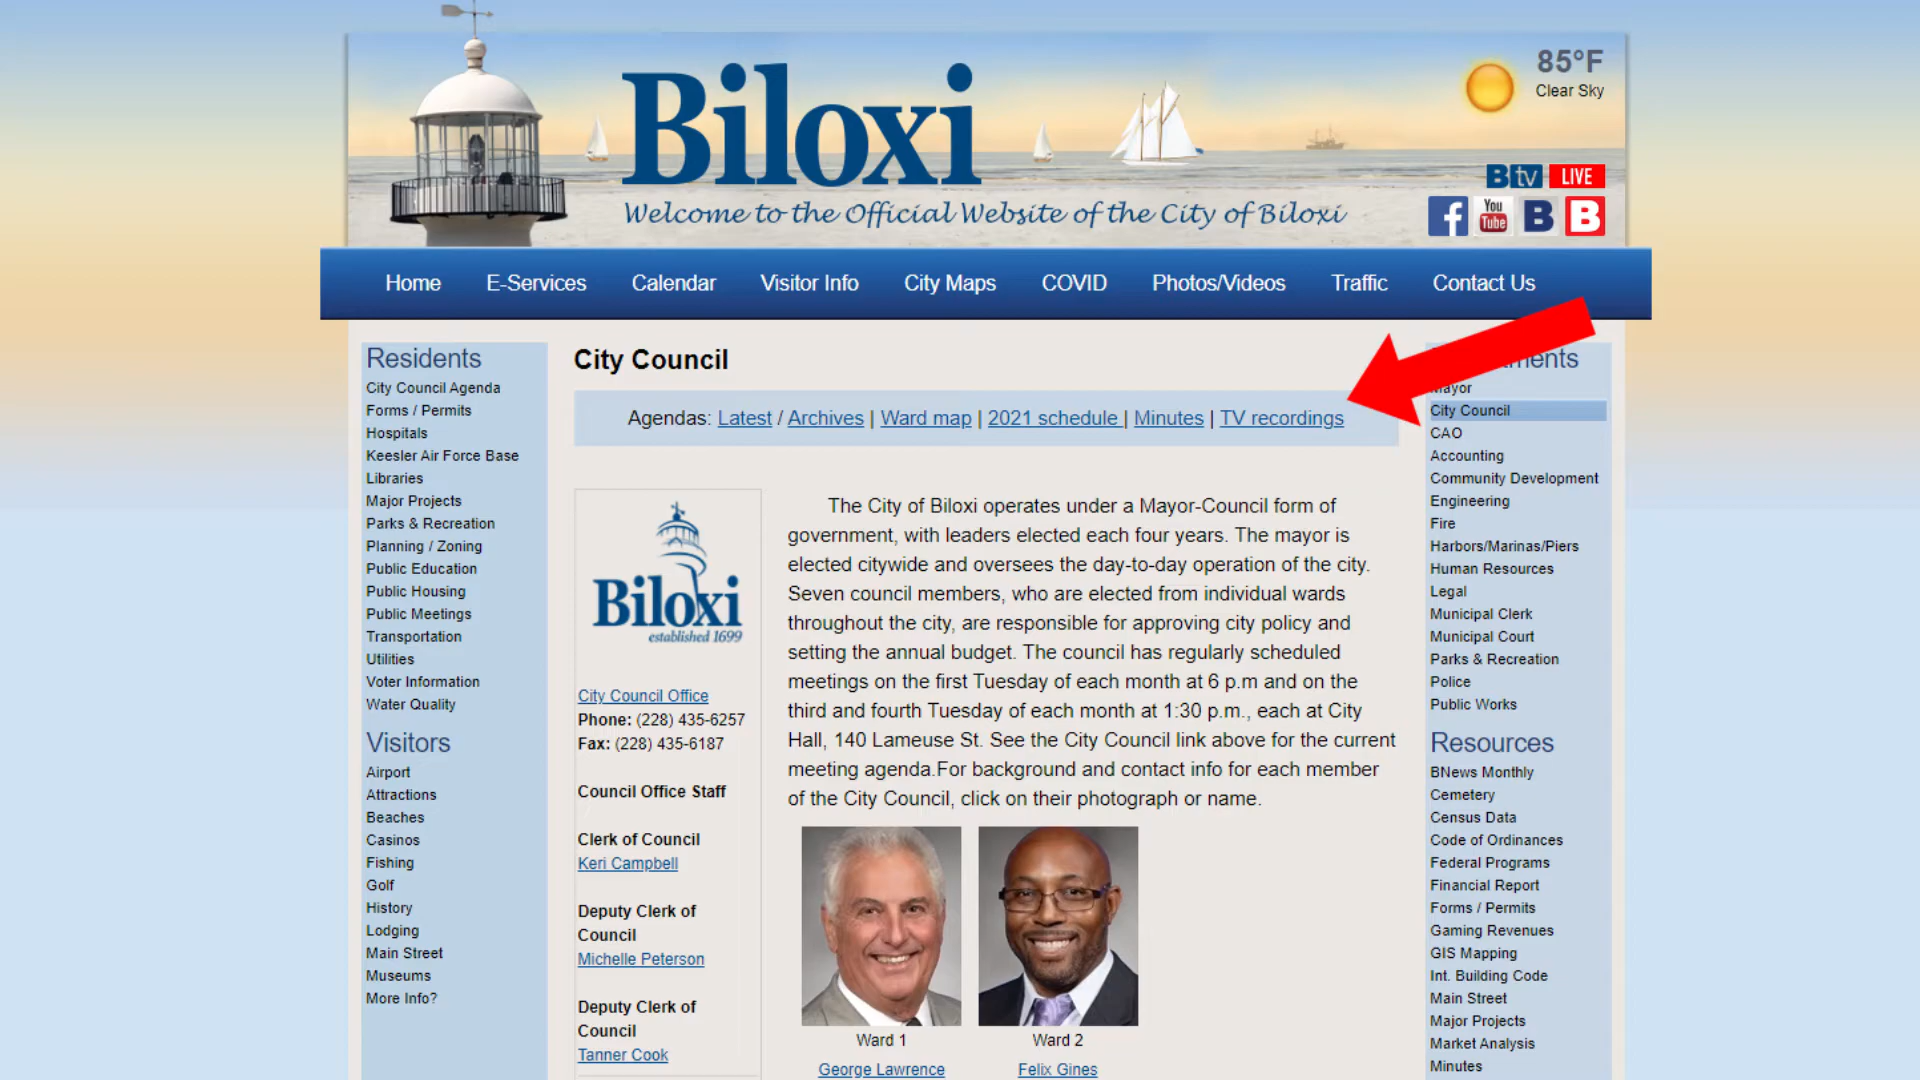 Biloxi
Welcome to the Official Website of the City of Biloxi
85°F
Clear Sky
Btv LIVE
f You Tube B B
Home E-Services Calendar Visitor Info City Maps COVID Photos/Videos Traffic Contact Us
Residents
City Council Agenda
Forms / Permits
Hospitals
Keesler Air Force Base
Libraries
Major Projects
Parks & Recreation
Planning / Zoning
Public Education
Public Housing
Public Meetings
Transportation
Utilities
Voter Information
Water Quality
Visitors
Airport
Attractions
Beaches
Casinos
Fishing
Golf
History
Lodging
Main Street
Museums
More Info?
City Council
Agendas: Latest / Archives | Ward map | 2021 schedule | Minutes | TV recordings
Biloxi
established 1699
City Council Office
Phone: (228) 435-6257
Fax: (228) 435-6187
Council Office Staff
Clerk of Council
Keri Campbell
Deputy Clerk of
Council
Michelle Peterson
Deputy Clerk of
Council
Tanner Cook
The City of Biloxi operates under a Mayor-Council form of
government, with leaders elected each four years. The mayor is
elected citywide and oversees the day-to-day operation of the city.
Seven council members, who are elected from individual wards
throughout the city, are responsible for approving city policy and
setting the annual budget. The council has regularly scheduled
meetings on the first Tuesday of each month at 6 p.m and on the
third and fourth Tuesday of each month at 1:30 p.m., each at City
Hall, 140 Lameuse St. See the City Council link above for the current
meeting agenda.For background and contact info for each member
of the City Council, click on their photograph or name.
Ward 1
George Lawrence
Ward 2
Felix Gines
Mayor
City Council
CAO
Accounting
Community Development
Engineering
Fire
Harbors/Marinas/Piers
Human Resources
Legal
Municipal Clerk
Municipal Court
Parks & Recreation
Police
Public Works
Resources
BNews Monthly
Cemetery
Census Data
Code of Ordinances
Federal Programs
Financial Report
Forms / Permits
Gaming Revenues
GIS Mapping
Int. Building Code
Main Street
Major Projects
Market Analysis
Minutes